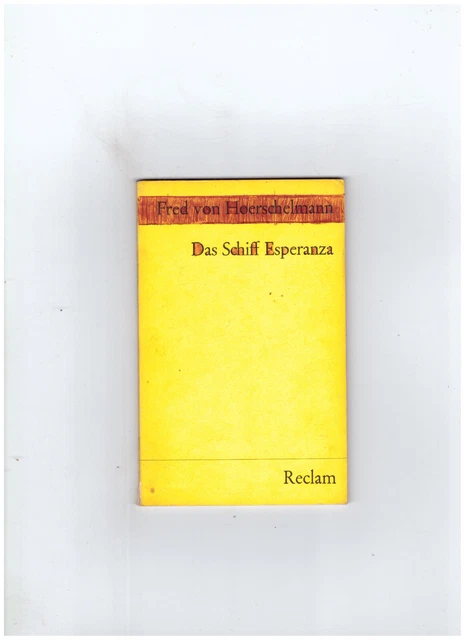 Fred von Hoerschelmann
Das Schiff Esperanza
Reclam